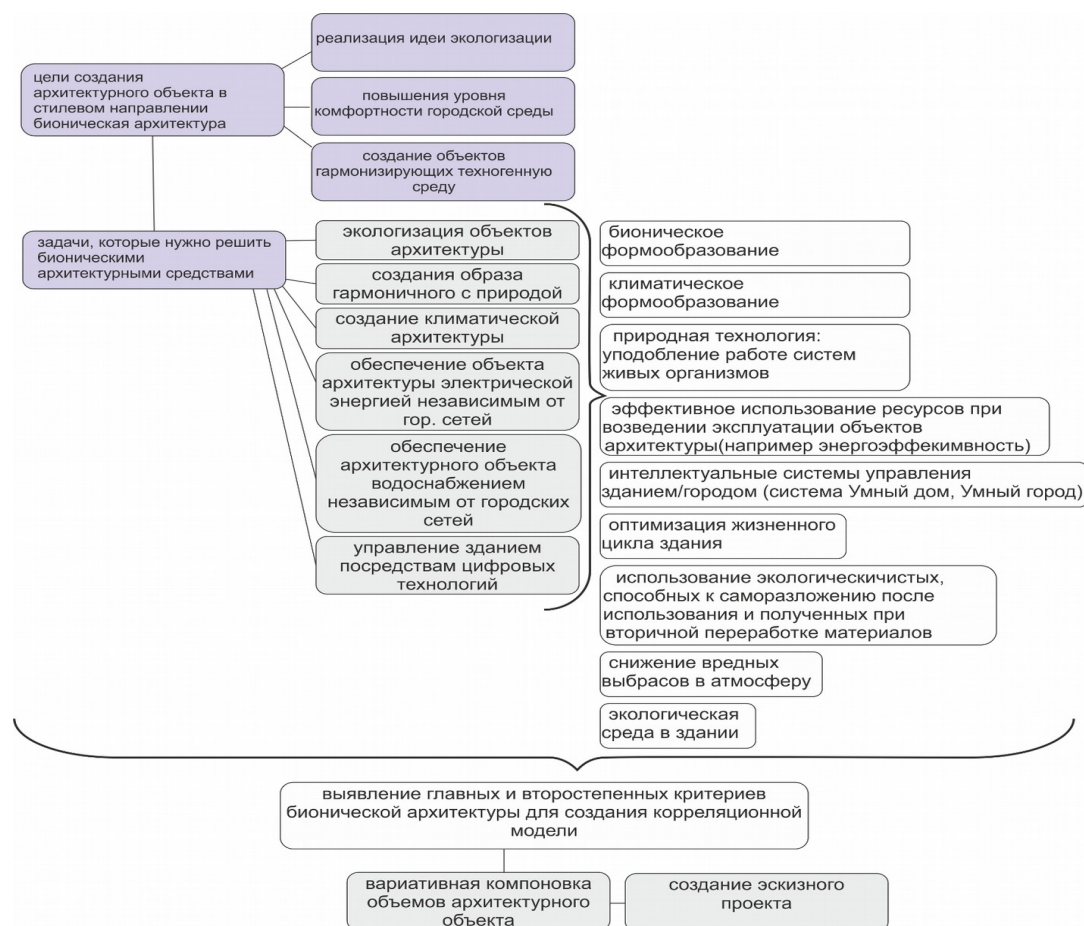 реализация идеи экологизации
цели создания
архитектурного объекта в
стилевом направлении
бионическая архитектура
повышения уровня
комфортности городской среды
создание объектов
гармонизирующих техногенную
среду
задачи, которые нужно решить
бионическими
архитектурными средствами
экологизация объектов
архитектуры
создания образа
гармоничного с природой
создание климатической
архитектуры
обеспечение объекта
архитектуры электрической
энергией независимым от
гор. сетей
обеспечение
архитектурного объекта
водоснабжением
независимым от городских
сетей
управление зданием
посредствам цифровых
технологий
бионическое
формообразование
климатическое
формообразование
природная технология:
уподобление работе систем
живых организмов
эффективное использование ресурсов при
возведении эксплуатации объектов
архитектуры(например энергоэффекимвность)
интеллектуальные системы управления
зданием/городом (система Умный дом, Умный город)
оптимизация жизненного
цикла здания
использование экологическичистых,
способных к саморазложению после
использования и полученных при
вторичной переработке материалов
снижение вредных
выбрасов в атмосферу
экологическая
среда в здании
выявление главных и второстепенных критериев
бионической архитектуры для создания корреляционной
модели
вариативная компоновка
объемов архитектурного
объекта
создание эскизного
проекта